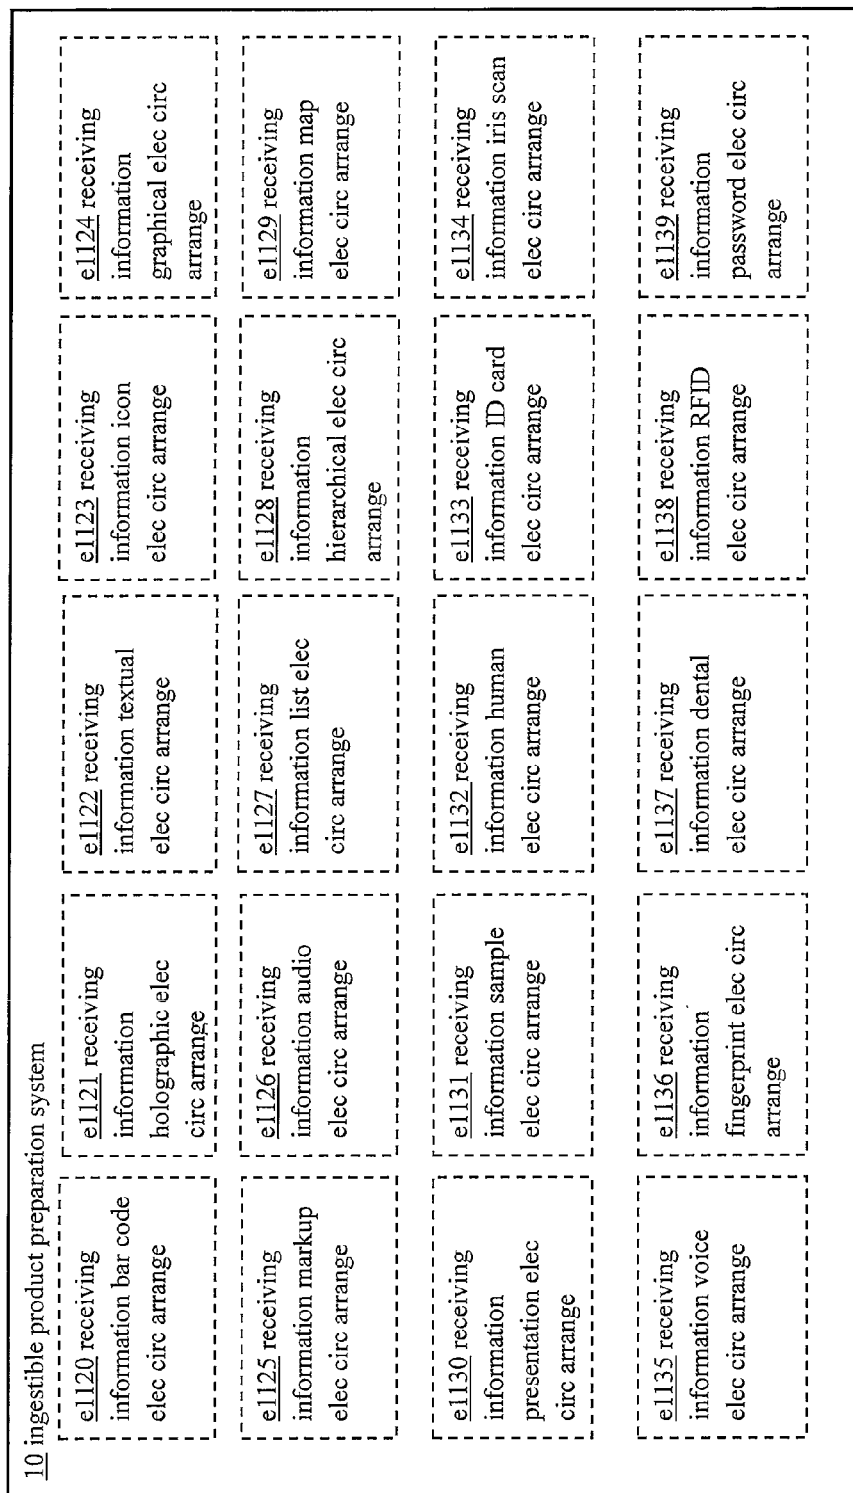 10 ingestible product preparation system
e1120 receiving
information bar code
elec circ arrange
e1121 receiving
information
holographic elec
circ arrange
e1122 receiving
information textual
elec circ arrange
e1123 receiving
information icon
elec circ arrange
e1124 receiving
information
graphical elec circ
arrange
e1125 receiving
information markup
elec circ arrange
e1126 receiving
information audio
elec circ arrange
e1127 receiving
information list elec
circ arrange
e1128 receiving
information
hierarchical elec circ
arrange
e1129 receiving
information map
elec circ arrange
e1130 receiving
information
presentation elec
circ arrange
e1131 receiving
information sample
elec circ arrange
e1132 receiving
information human
elec circ arrange
e1133 receiving
information ID card
elec circ arrange
e1134 receiving
information iris scan
elec circ arrange
e1135 receiving
information voice
elec circ arrange
e1136 receiving
information
fingerprint elec circ
arrange
e1137 receiving
information dental
elec circ arrange
e1138 receiving
information RFID
elec circ arrange
e1139 receiving
information
password elec circ
arrange